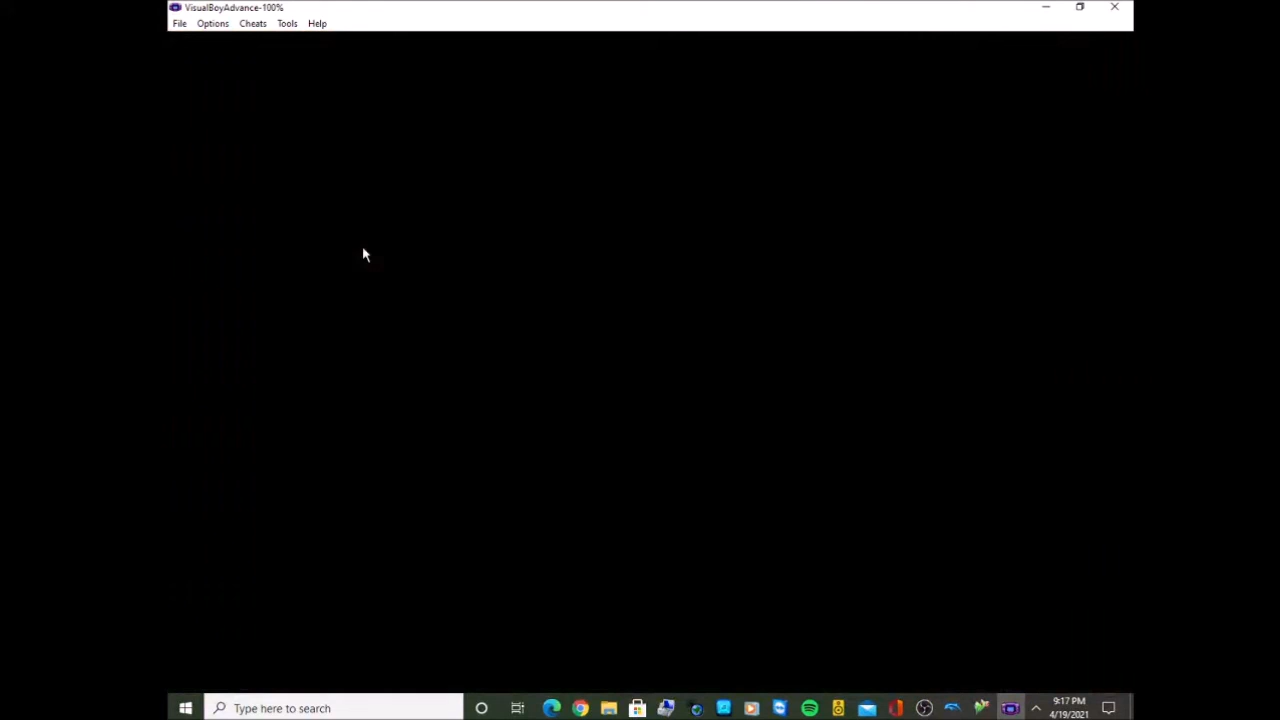 VisualBoyAdvance-100%
File Options Cheats Tools Help
Type here to search
9:17 PM
4/19/2021